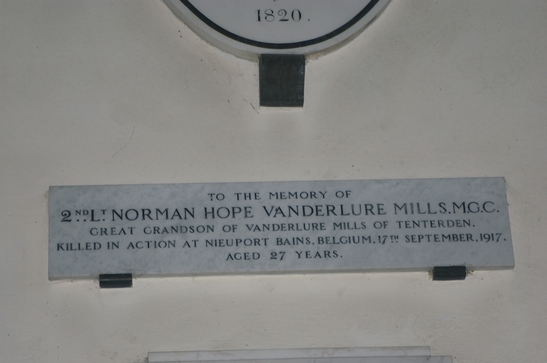 1820.
TO THE MEMORY OF
2ND LT NORMAN HOPE VANDERLURE MILLS, M.G.C.
GREAT GRANDSON OF VANDERLURE MILLS OF TENTERDEN.
KILLED IN ACTION AT NIEUPORT BAINS, BELGIUM, 17TH SEPTEMBER, 1917.
AGED 27 YEARS.